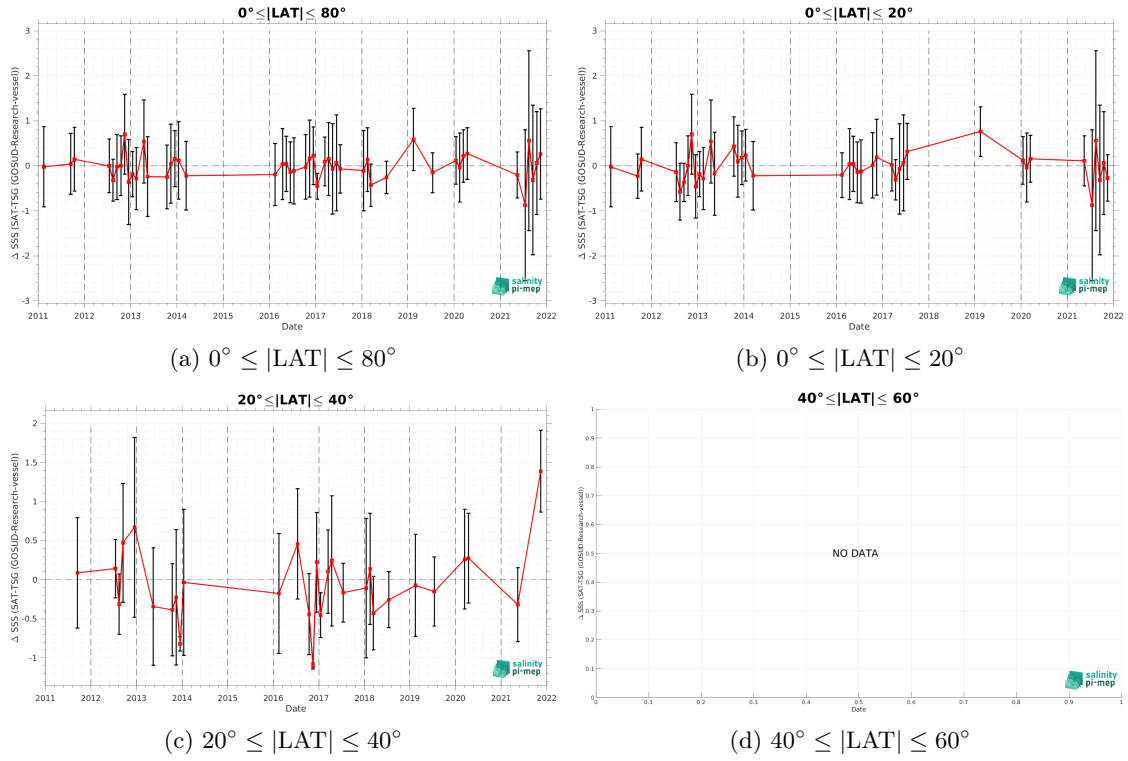 0°≤|LAT|≤ 80°
Δ SSS (SAT-TSG (GOSUD-Research-vessel))
3
2
1
0
-1
-2
-3
2011 2012 2013 2014 2015 2016 2017 2018 2019 2020 2021 2022
Date
salinity
pi-mep
(a) 0° ≤ |LAT| ≤ 80°
0°≤|LAT|≤ 20°
Δ SSS (SAT-TSG (GOSUD-Research-vessel))
3
2
1
0
-1
-2
-3
2011 2012 2013 2014 2015 2016 2017 2018 2019 2020 2021 2022
Date
salinity
pi-mep
(b) 0° ≤ |LAT| ≤ 20°
20°≤|LAT|≤ 40°
Δ SSS (SAT-TSG (GOSUD-Research-vessel))
2
1.5
1
0.5
0
-0.5
-1
2011 2012 2013 2014 2015 2016 2017 2018 2019 2020 2021 2022
Date
salinity
pi-mep
(c) 20° ≤ |LAT| ≤ 40°
40°≤|LAT|≤ 60°
Δ SSS (SAT-TSG (GOSUD-Research-vessel))
1
0.9
0.8
0.7
0.6
0.5
0.4
0.3
0.2
0.1
0
NO DATA
0 0.1 0.2 0.3 0.4 0.5 0.6 0.7 0.8 0.9 1
Date
salinity
pi-mep
(d) 40° ≤ |LAT| ≤ 60°